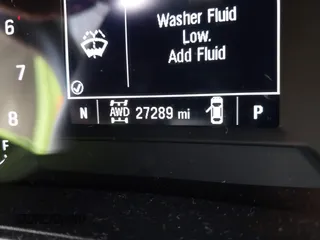 Washer Fluid
Low.
Add Fluid
6
7
8
N AWD 27289 mi P
F